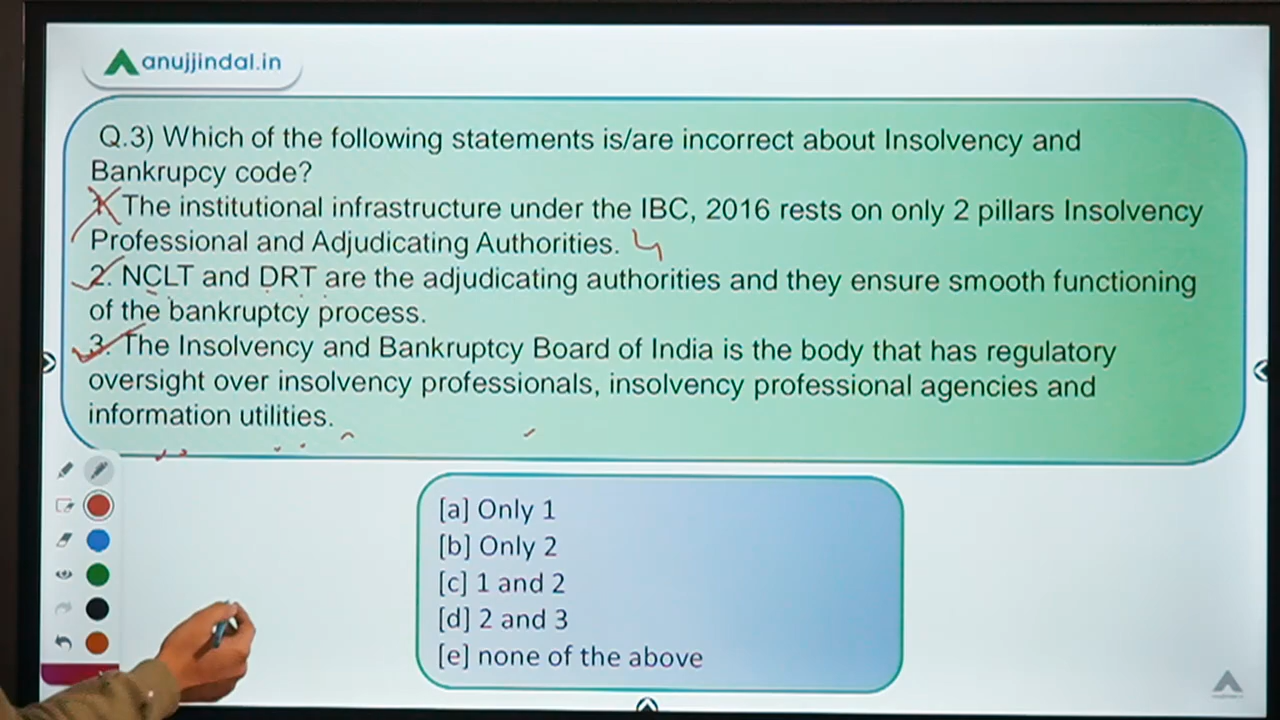 anujjindal.in
Q.3) Which of the following statements is/are incorrect about Insolvency and
Bankrupcy code?
1. The institutional infrastructure under the IBC, 2016 rests on only 2 pillars Insolvency
Professional and Adjudicating Authorities. 4
2. NCLT and DRT are the adjudicating authorities and they ensure smooth functioning
of the bankruptcy process.
3. The Insolvency and Bankruptcy Board of India is the body that has regulatory
oversight over insolvency professionals, insolvency professional agencies and
information utilities.
[a] Only 1
[b] Only 2
[c] 1 and 2
[d] 2 and 3
[e] none of the above